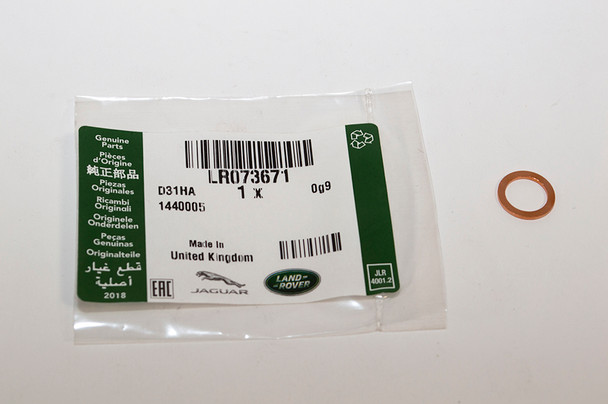 Genuine
Parts
Pièces
d'Origine
純正部品
Piezas
Originales
Ricambi
Originali
Originele
Onderdelen
Peças
Genuinas
Originalteile
قطع غيار
أصلية
2018
LR073671
1 x
0g9
D31HA
1440005
Made In
United Kingdom
EAC
JAGUAR
LAND
ROVER
JLR
4001.2